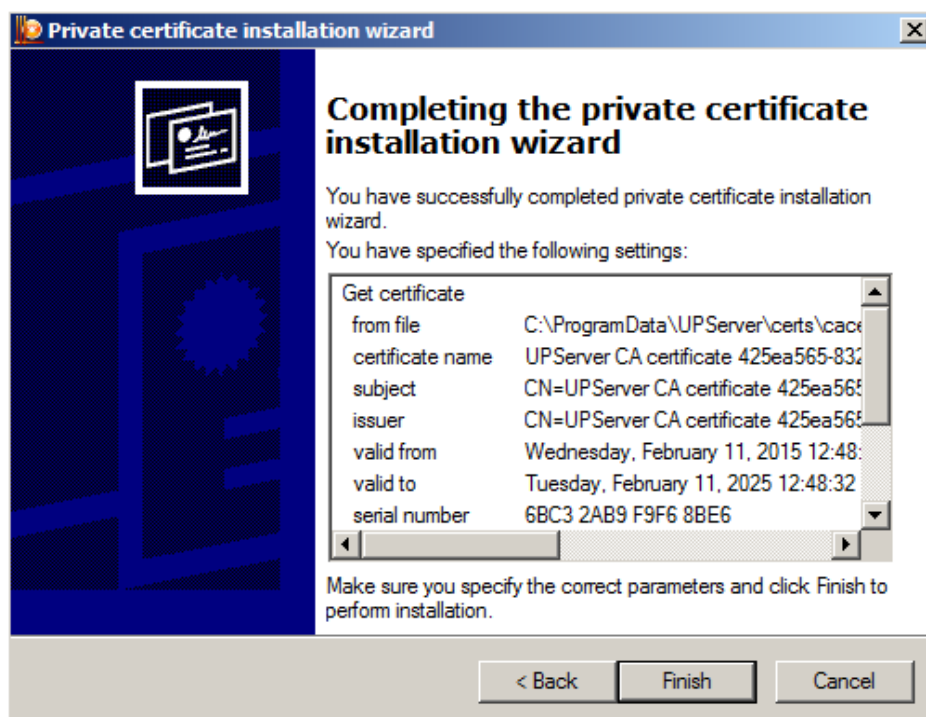 Private certificate installation wizard
Completing the private certificate
installation wizard
You have successfully completed private certificate installation
wizard.
You have specified the following settings:
Get certificate
from file C:\ProgramData\UPServer\certs\cace
certificate name UPServer CA certificate 425ea565-832
subject CN=UPServer CA certificate 425ea565
issuer CN=UPServer CA certificate 425ea565
valid from Wednesday, February 11, 2015 12:48:
valid to Tuesday, February 11, 2025 12:48:32
serial number 6BC3 2AB9 F9F6 8BE6
Make sure you specify the correct parameters and click Finish to
perform installation.
< Back Finish Cancel